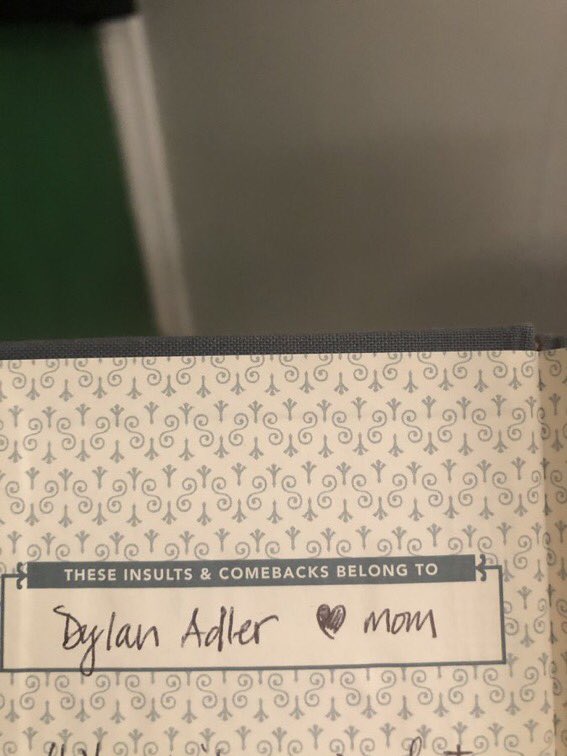 THESE INSULTS & COMEBACKS BELONG TO
Dylan Adler ♥ mom